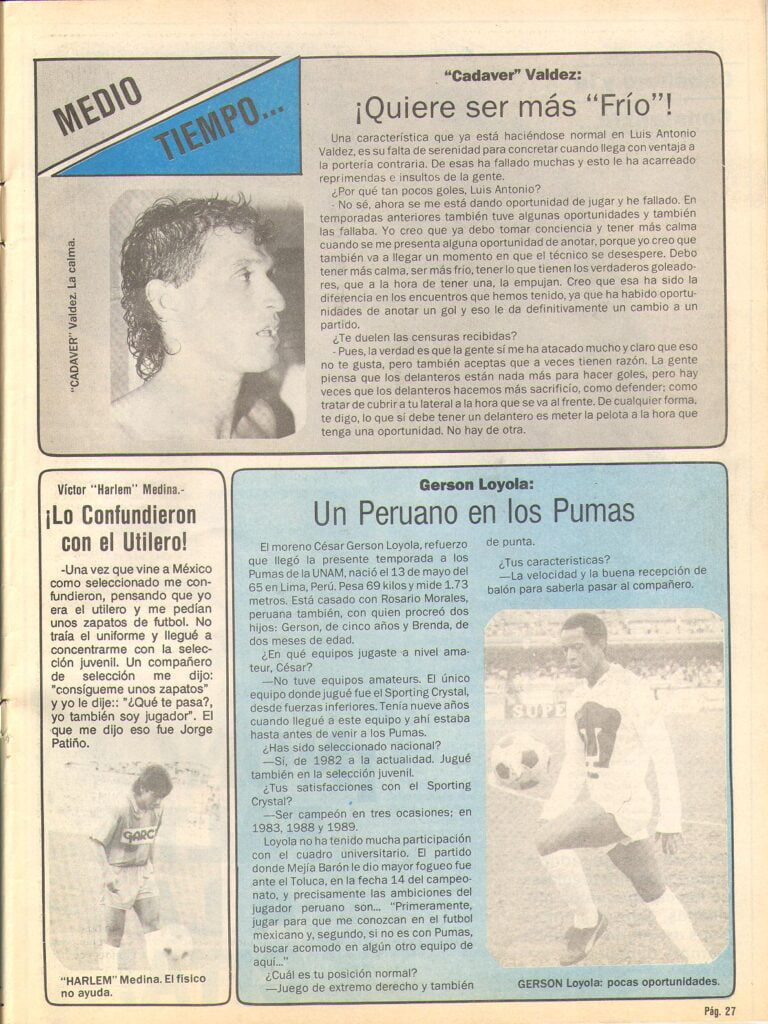 MEDIO
TIEMPO...
"Cadaver" Valdez:
¡Quiere ser más "Frío"!
Una característica que ya está haciéndose normal en Luis Antonio
Valdez, es su falta de serenidad para concretar cuando llega con ventaja a
la portería contraria. De esas ha fallado muchas y esto le ha acarreado
reprimendas e insultos de la gente.
¿Por qué tan pocos goles, Luis Antonio?
- No sé, ahora se me está dando oportunidad de jugar y he fallado. En
temporadas anteriores también tuve algunas oportunidades y también
las fallaba. Yo creo que ya debo tomar conciencia y tener más calma
cuando se me presenta alguna oportunidad de anotar, porque yo creo que
también va a llegar un momento en que el técnico se desespere. Debo
tener más calma, ser más frío, tener lo que tienen los verdaderos goleado-
res, que a la hora de tener una, la empujan. Creo que esa ha sido la
diferencia en los encuentros que hemos tenido, ya que ha habido oportu-
nidades de anotar un gol y eso le da definitivamente un cambio a un
partido.
¿Te duelen las censuras recibidas?
- Pues, la verdad es que la gente sí me ha atacado mucho y claro que eso
no te gusta, pero también aceptas que a veces tienen razón. La gente
piensa que los delanteros están nada más para hacer goles, pero hay
veces que los delanteros hacemos más sacrificio, como defender; como
tratar de cubrir a tu lateral a la hora que se va al frente. De cualquier forma,
te digo, lo que sí debe tener un delantero es meter la pelota a la hora que
tenga una oportunidad. No hay de otra.
"CADAVER" Valdez. La calma.
Víctor "Harlem" Medina.-
¡Lo Confundieron
con el Utilero!
-Una vez que vine a México
como seleccionado me con-
fundieron, pensando que yo
era el utilero y me pedían
unos zapatos de futbol. No
traía el uniforme y llegué a
concentrarme con la selec-
ción juvenil. Un compañero
de selección me dijo:
"consígueme unos zapatos"
y yo le dije:: "¿Qué te pasa?,
yo también soy jugador". El
que me dijo eso fue Jorge
Patiño.
GARCI
"HARLEM" Medina. El físico
no ayuda.
Gerson Loyola:
Un Peruano en los Pumas
El moreno César Gerson Loyola, refuerzo
que llegó la presente temporada a los
Pumas de la UNAM, nació el 13 de mayo del
65 en Lima, Perú. Pesa 69 kilos y mide 1.73
metros. Está casado con Rosario Morales,
peruana también, con quien procreó dos
hijos: Gerson, de cinco años y Brenda, de
dos meses de edad.
¿En qué equipos jugaste a nivel ama-
teur, César?
—No tuve equipos amateurs. El único
equipo donde jugué fue el Sporting Crystal,
desde fuerzas inferiores. Tenía nueve años
cuando llegué a este equipo y ahí estaba
hasta antes de venir a los Pumas.
¿Has sido seleccionado nacional?
—Sí, de 1982 a la actualidad. Jugué
también en la selección juvenil.
¿Tus satisfacciones con el Sporting
Crystal?
—Ser campeón en tres ocasiones; en
1983, 1988 y 1989.
Loyola no ha tenido mucha participación
con el cuadro universitario. El partido
donde Mejía Barón le dio mayor fogueo fue
ante el Toluca, en la fecha 14 del campeo-
nato, y precisamente las ambiciones del
jugador peruano son... "Primeramente,
jugar para que me conozcan en el futbol
mexicano y, segundo, si no es con Pumas,
buscar acomodo en algún otro equipo de
aquí..."
¿Cuál es tu posición normal?
—Juego de extremo derecho y también
de punta.
¿Tus características?
—La velocidad y la buena recepción de
balón para saberla pasar al compañero.
SUPE
GERSON Loyola: pocas oportunidades.
Pág. 27